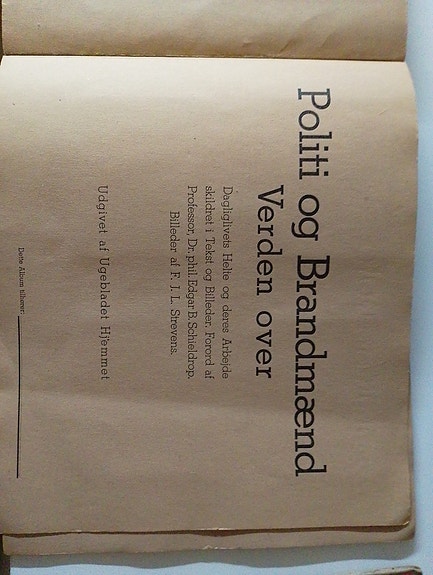 Politi og Brandmænd
Verden over
Dagliglivets Helte og deres Arbejde
skildret i Tekst og Billeder. Forord af
Professor, Dr. phil. Edgar B. Schieldrop.
Billeder af F. J. L. Strevens.
Udgivet af Ugebladet Hjemmet
Dette Album tilhører: